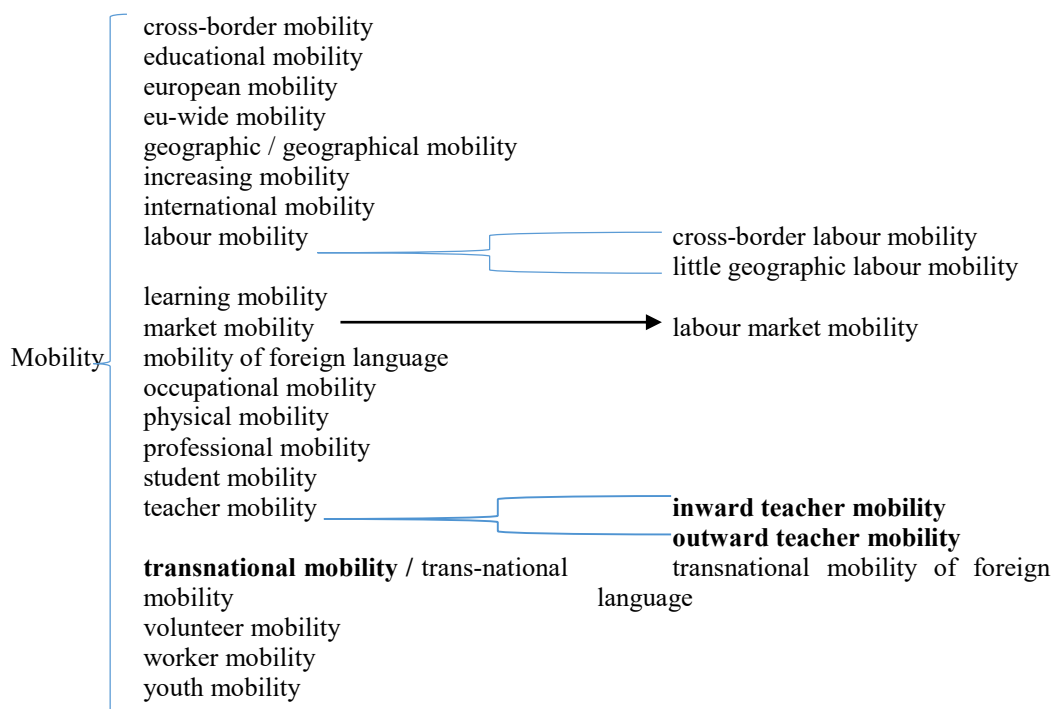 cross-border mobility
educational mobility
european mobility
eu-wide mobility
geographic / geographical mobility
increasing mobility
international mobility
labour mobility
cross-border labour mobility
little geographic labour mobility
learning mobility
market mobility
labour market mobility
Mobility
mobility of foreign language
occupational mobility
physical mobility
professional mobility
student mobility
teacher mobility
inward teacher mobility
outward teacher mobility
transnational mobility / trans-national
mobility
transnational mobility of foreign
language
volunteer mobility
worker mobility
youth mobility